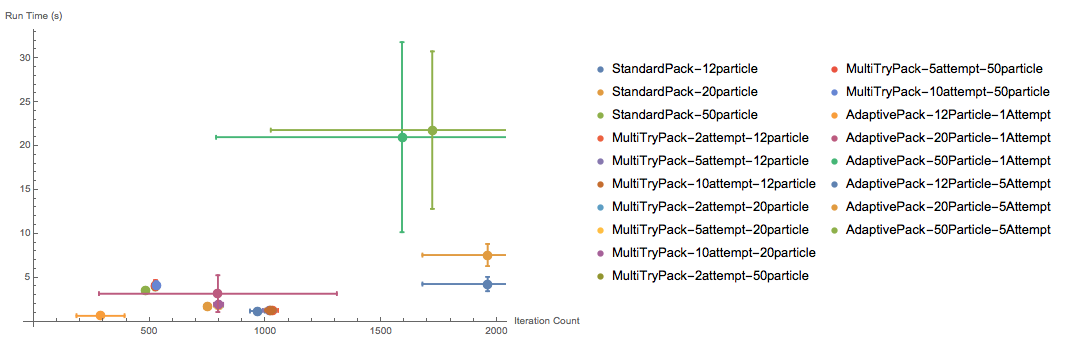 Run Time (s)
30
25
20
15
10
5
500
1000
1500
2000
Iteration Count
StandardPack-12particle
StandardPack-20particle
StandardPack-50particle
MultiTryPack-2attempt-12particle
MultiTryPack-5attempt-12particle
MultiTryPack-10attempt-12particle
MultiTryPack-2attempt-20particle
MultiTryPack-5attempt-20particle
MultiTryPack-10attempt-20particle
MultiTryPack-2attempt-50particle
MultiTryPack-5attempt-50particle
MultiTryPack-10attempt-50particle
AdaptivePack-12Particle-1Attempt
AdaptivePack-20Particle-1Attempt
AdaptivePack-50Particle-1Attempt
AdaptivePack-12Particle-5Attempt
AdaptivePack-20Particle-5Attempt
AdaptivePack-50Particle-5Attempt